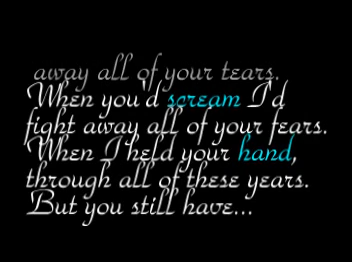 away all of your tears.
When you'd scream I'd
fight away all of your fears.
When I held your hand,
through all of these years.
But you still have...